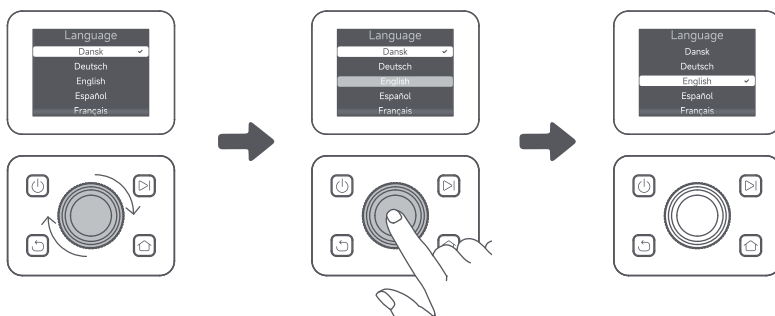 Language
Dansk
Deutsch
English
Español
Français
Language
Dansk
Deutsch
English
Español
Français
Language
Dansk
Deutsch
English
Español
Français